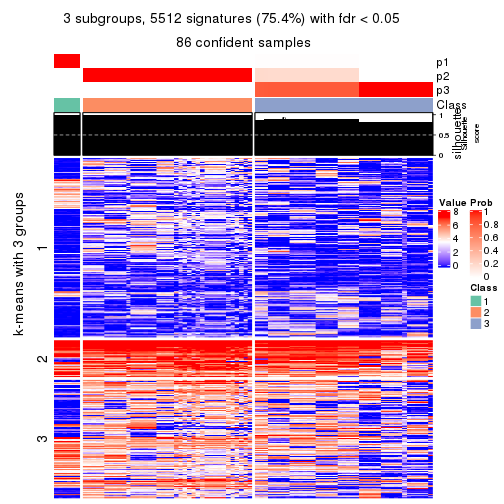 3 subgroups, 5512 signatures (75.4%) with fdr < 0.05
86 confident samples
p1
p2
p3
Class
1
0.5
0
silhouette
Silhouette
score
k-means with 3 groups
1
2
3
Value
8
6
4
2
0
Prob
1
0.8
0.6
0.4
0.2
0
Class
1
2
3